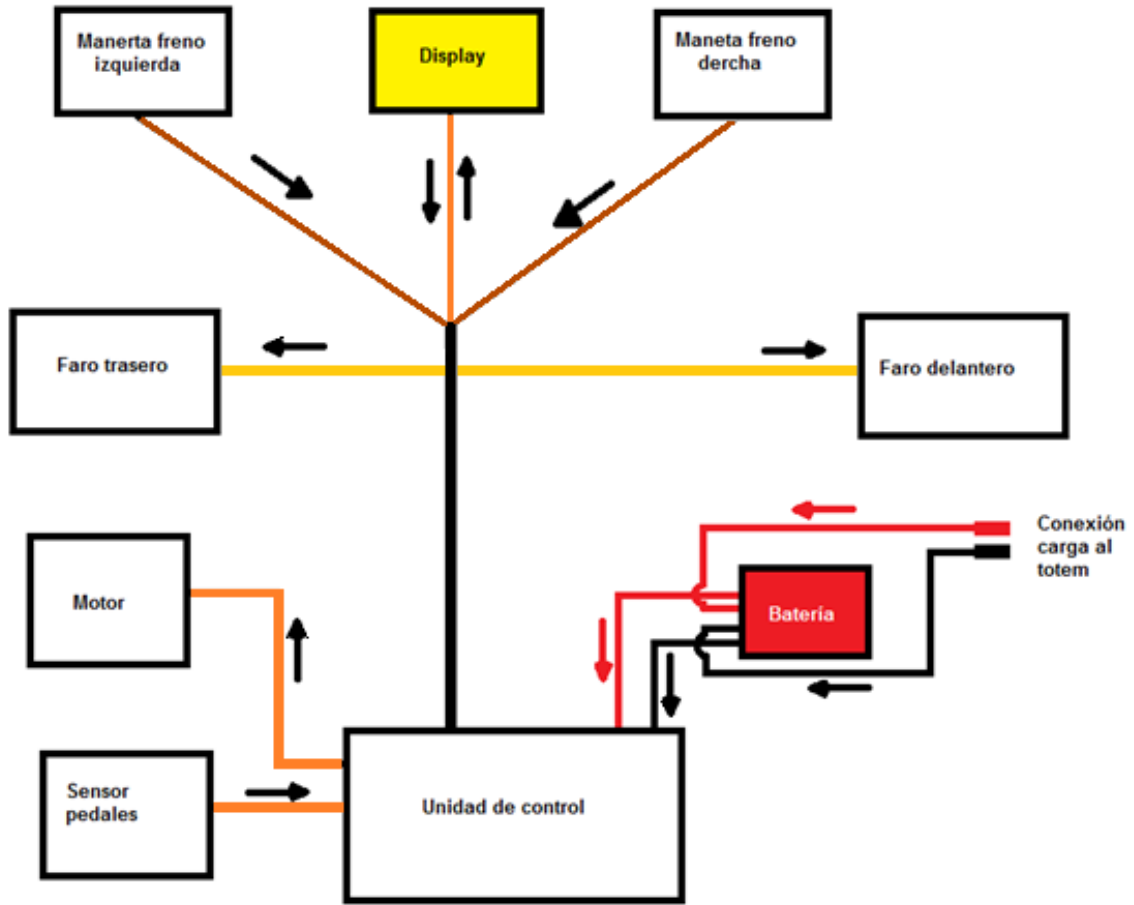 Manerta freno
izquierda
Display
Maneta freno
dercha
Faro trasero
Faro delantero
Conexión
carga al
totem
Motor
Batería
Sensor
pedales
Unidad de control